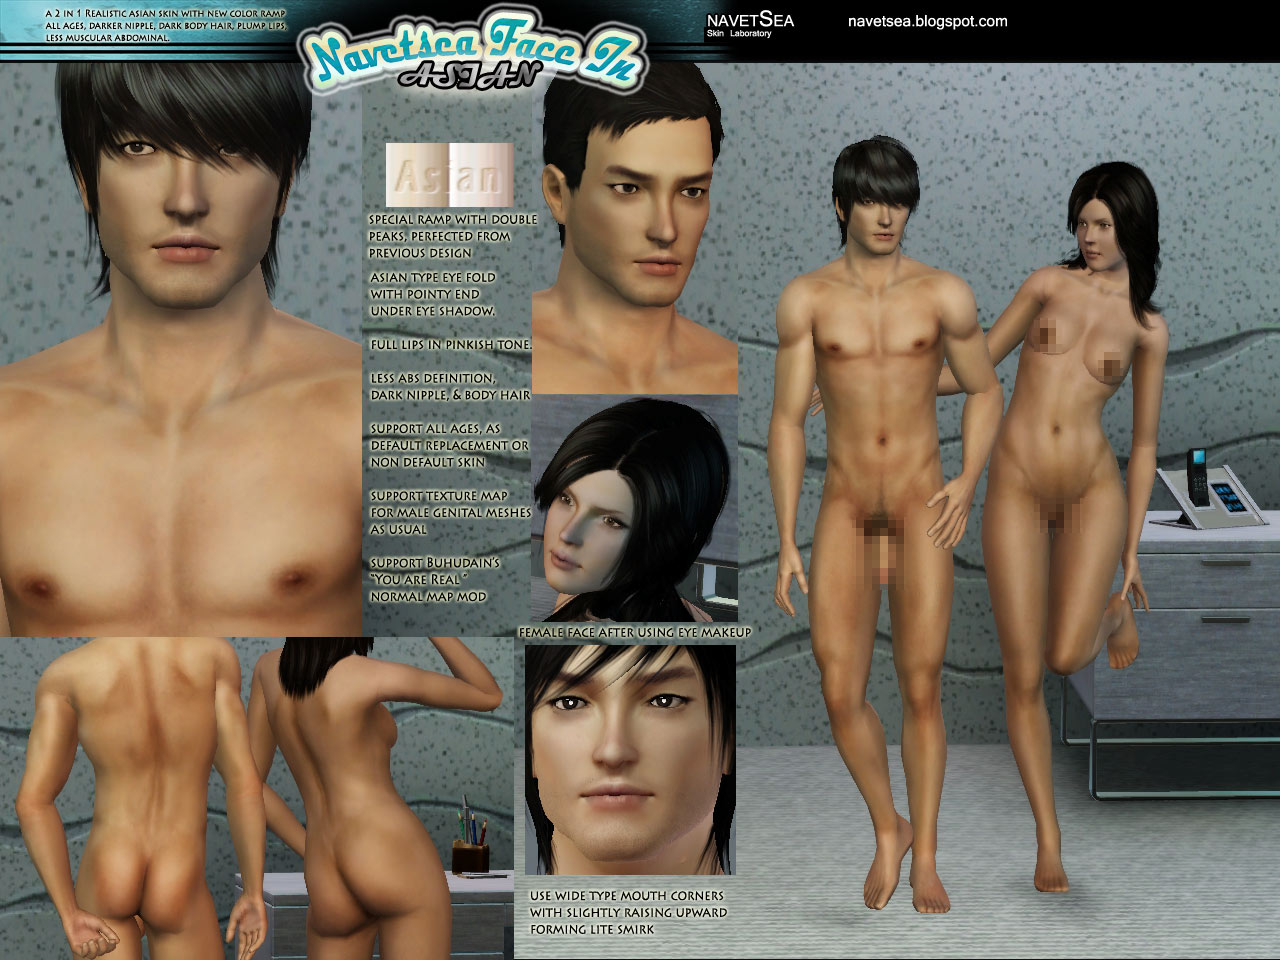 A 2 in 1 Realistic asian skin with new color ramp
all ages, darker nipple, dark body hair, plump lips,
less muscular abdominal.
Navetsea Face In
ASIAN
NAVETSEA
Skin Laboratory
navetsea.blogspot.com
Asian
special ramp with double
peaks, perfected from
previous design
asian type eye fold
with pointy end
under eye shadow.
full lips in pinkish tone.
less abs definition,
dark nipple, & body hair
support all ages, as
default replacement or
non default skin
support texture map
for male genital meshes
as usual
support Buhudain's
"You are Real"
normal map mod
female face after using eye makeup
use wide type mouth corners
with slightly raising upward
forming lite smirk